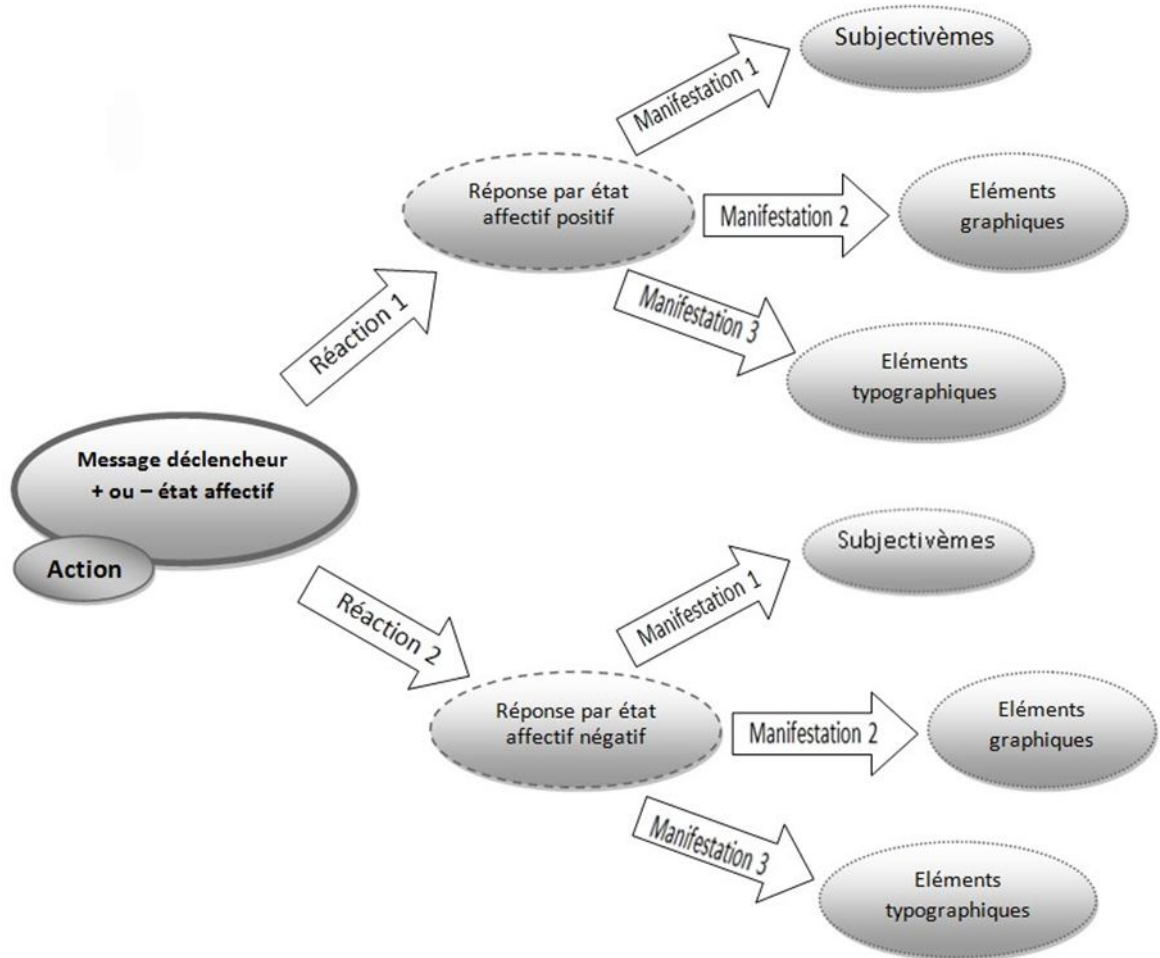 Subjectivèmes
Manifestation 1
Réponse par état
affectif positif
Manifestation 2
Eléments
graphiques
Manifestation 3
Réaction 1
Eléments
typographiques
Message déclencheur
+ ou – état affectif
Action
Subjectivèmes
Manifestation 1
Réaction 2
Réponse par état
affectif négatif
Manifestation 2
Eléments
graphiques
Manifestation 3
Eléments
typographiques